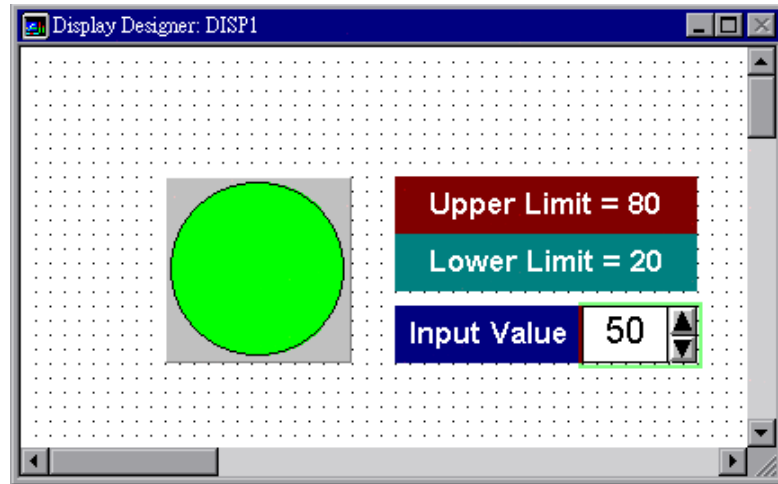 Display Designer: DISP1
Upper Limit = 80
Lower Limit = 20
Input Value 50